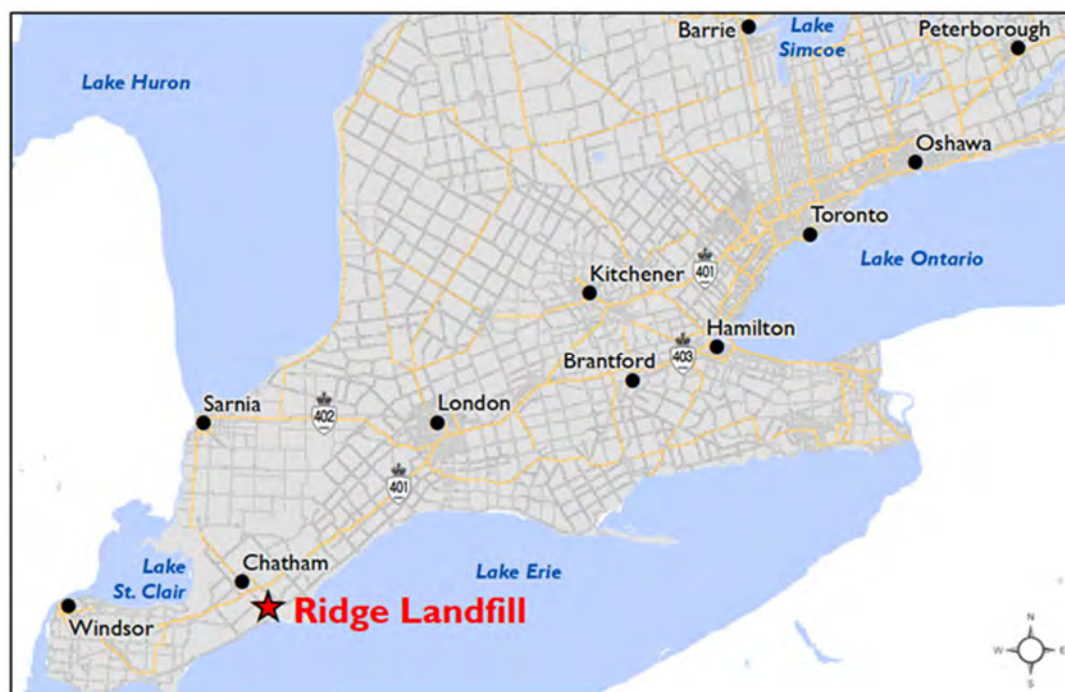 Barrie
Lake
Simcoe
Peterborough
Lake Huron
Oshawa
Toronto
Lake Ontario
Kitchener
401
Hamilton
Brantford
403
Sarnia
402
London
401
Chatham
Lake
St. Clair
Lake Erie
Ridge Landfill
Windsor
N
W
E
S